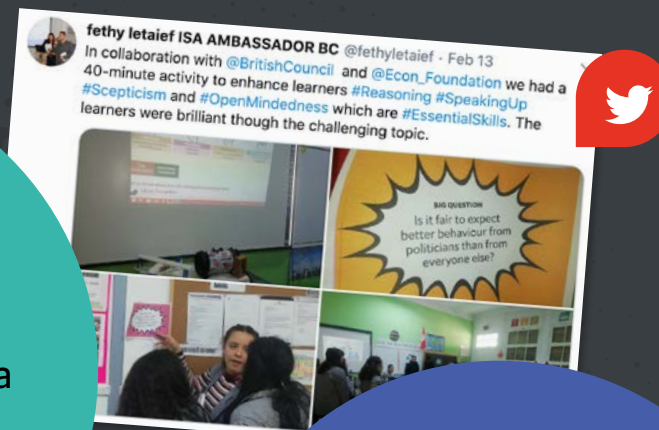 fethy letaief ISA AMBASSADOR BC @fethyletaief · Feb 13
In collaboration with @BritishCouncil and @Econ_Foundation we had a
40-minute activity to enhance learners #Reasoning #SpeakingUp
#Scepticism and #OpenMindedness which are #EssentialSkills. The
learners were brilliant though the challenging topic.
BIG QUESTION
Is it fair to expect
better behaviour from
politicians than from
everyone else?
a